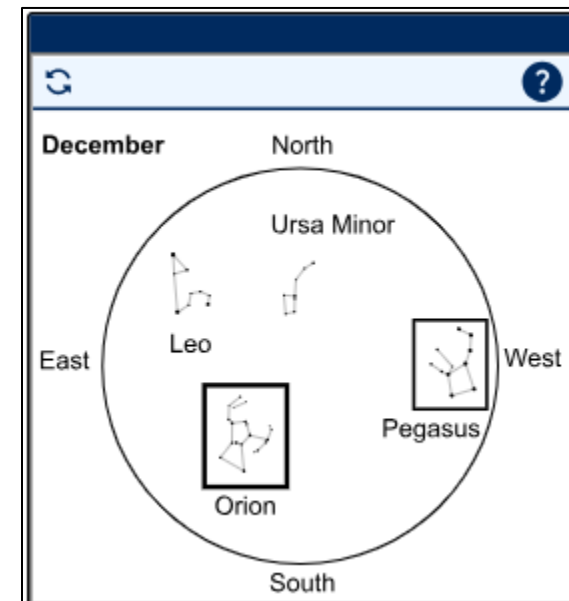 ?
December
North
Ursa Minor
Leo
East
West
Pegasus
Orion
South